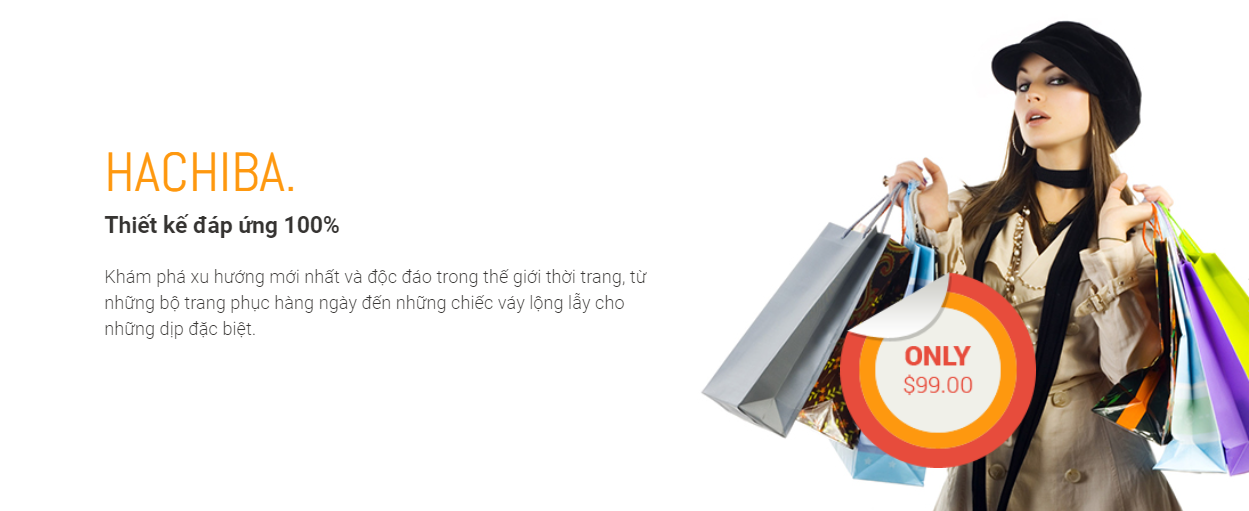 HACHIBA.
Thiết kế đáp ứng 100%
Khám phá xu hướng mới nhất và độc đáo trong thế giới thời trang, từ
những bộ trang phục hàng ngày đến những chiếc váy lộng lẫy cho
những dịp đặc biệt.
ONLY
$99.00